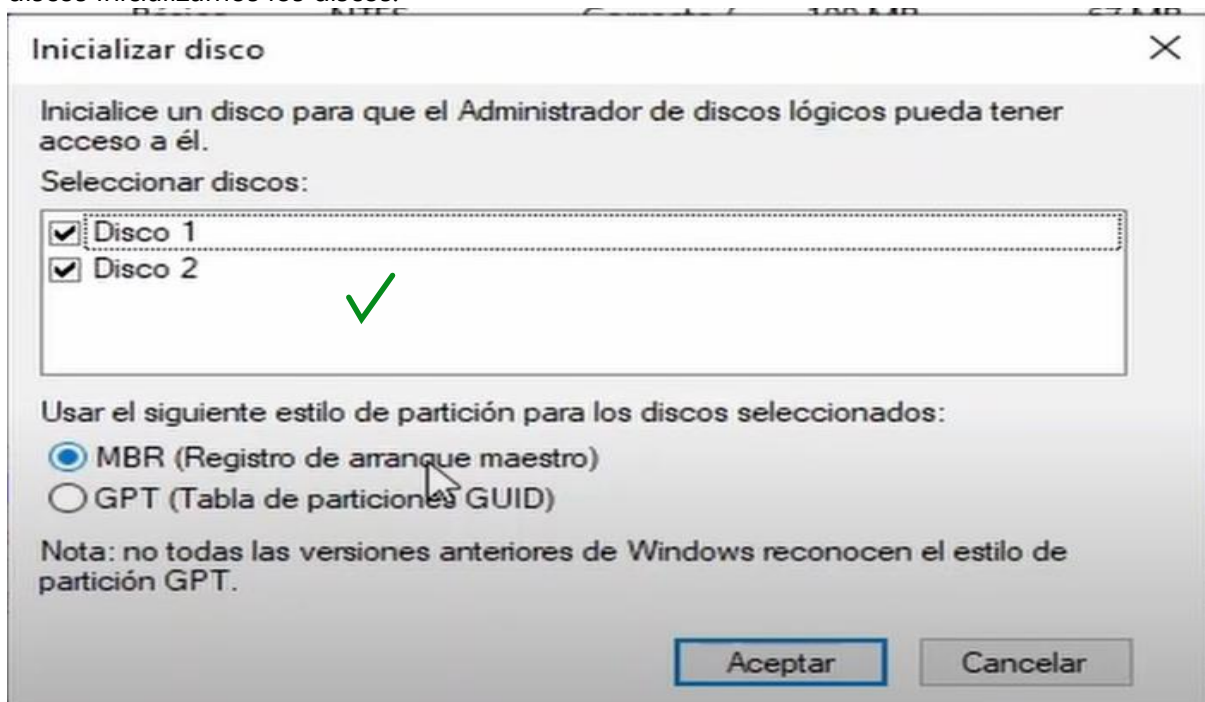 Inicializar disco
Inicialice un disco para que el Administrador de discos lógicos pueda tener
acceso a él.
Seleccionar discos:
Disco 1
Disco 2
Usar el siguiente estilo de partición para los discos seleccionados:
MBR (Registro de arranque maestro)
GPT (Tabla de particiones GUID)
Nota: no todas las versiones anteriores de Windows reconocen el estilo de
partición GPT.
Aceptar
Cancelar